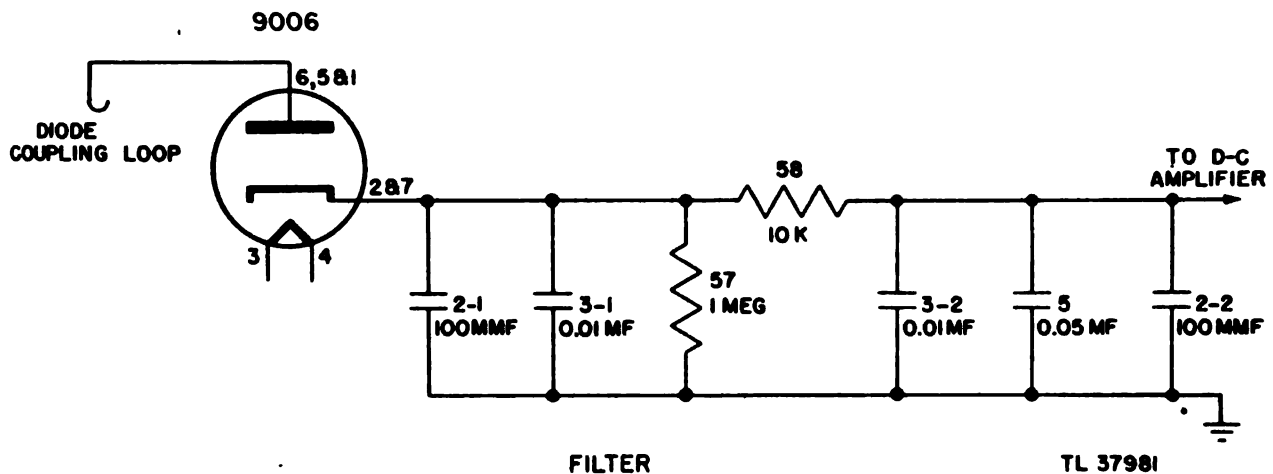 9006
6,5&1
DIODE
COUPLING LOOP
2&7
3
4
58
10 K
TO D-C
AMPLIFIER
2-1
100MMF
3-1
0.01 MF
57
1 MEG
3-2
0.01 MF
5
0.05 MF
2-2
100MMF
FILTER
TL 37981